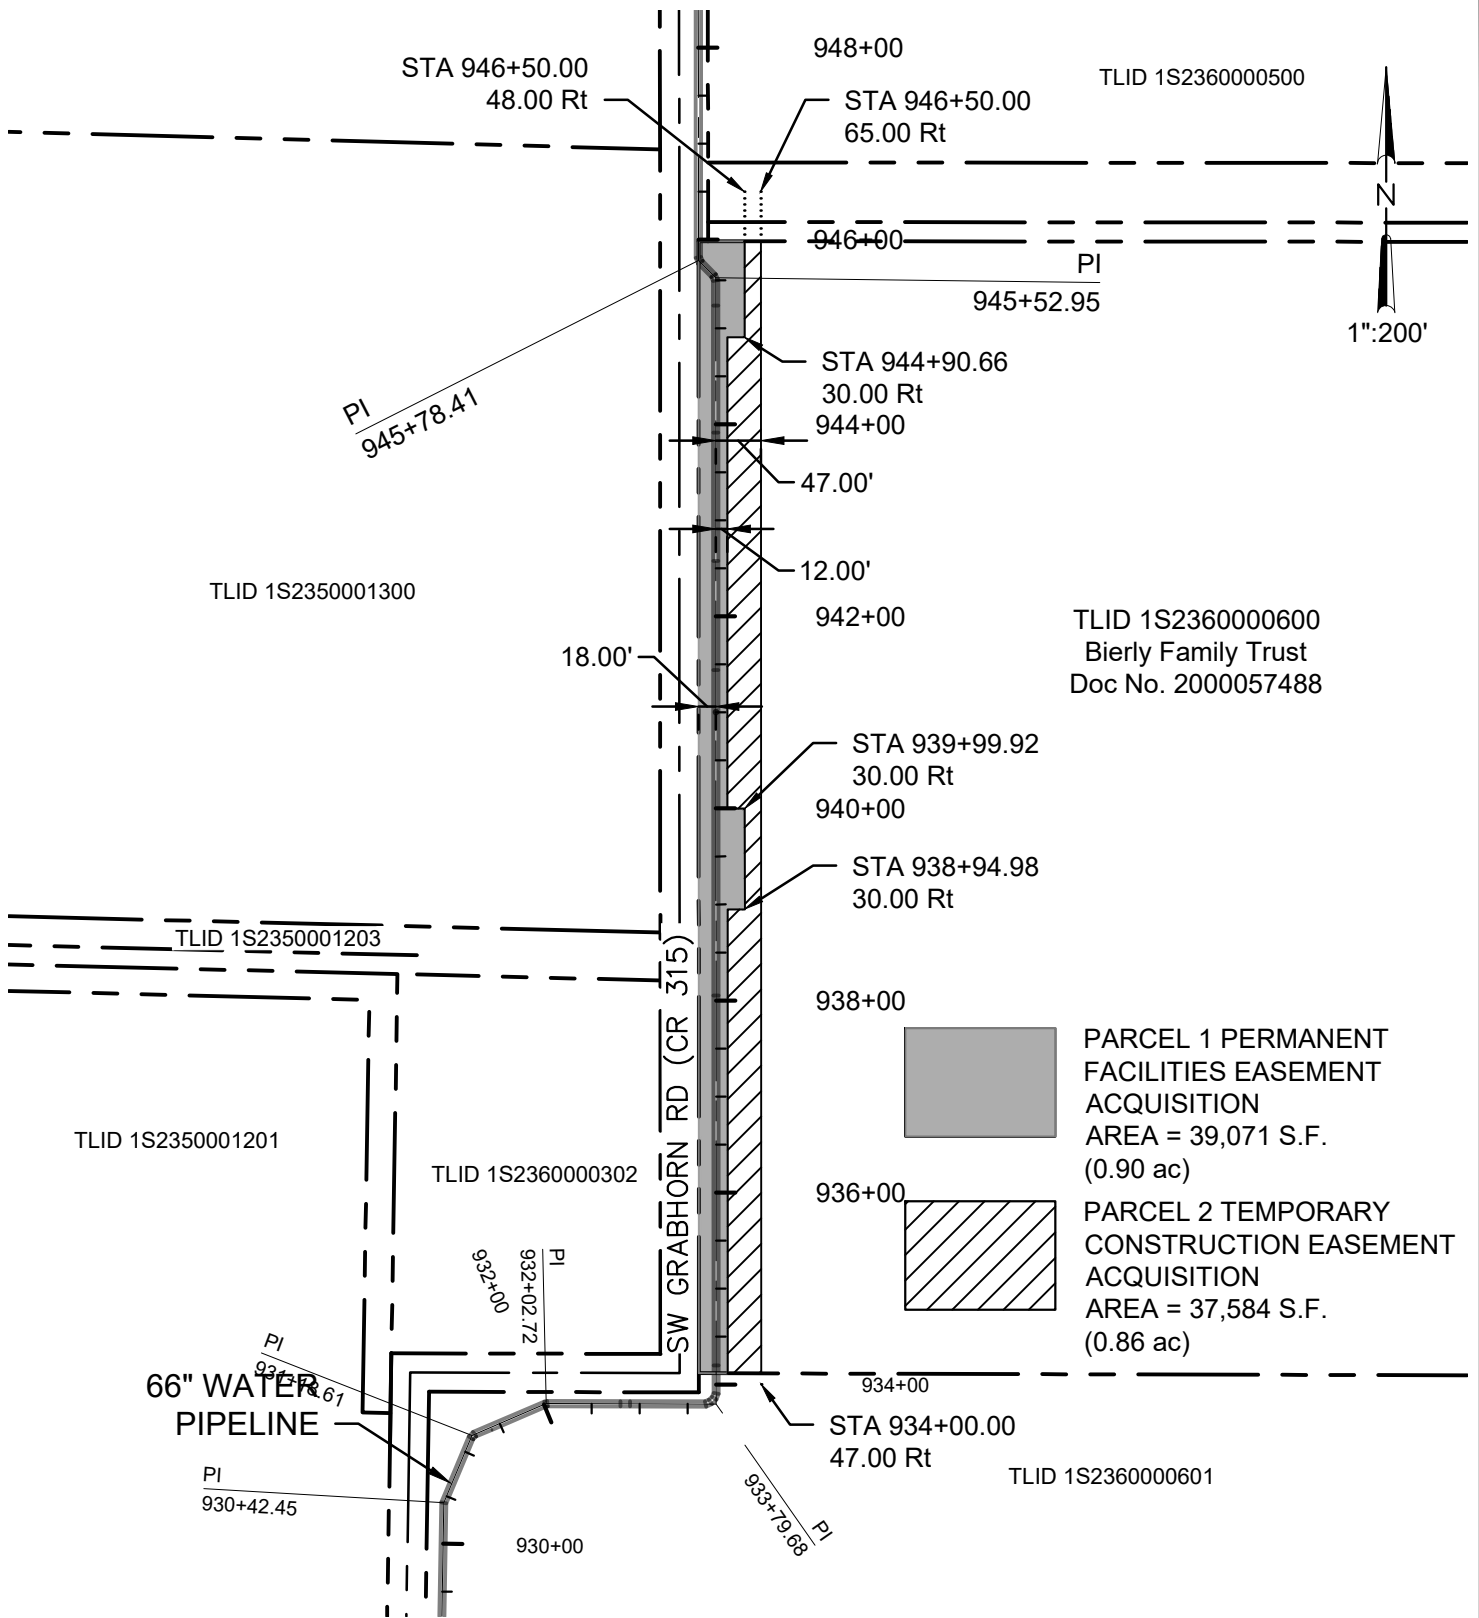 948+00
STA 946+50.00
48.00 Rt
STA 946+50.00
65.00 Rt
TLID 1S2360000500
N
1":200'
946+00
PI
945+52.95
STA 944+90.66
30.00 Rt
PI
945+78.41
944+00
47.00'
12.00'
TLID 1S2350001300
942+00
TLID 1S2360000600
Bierly Family Trust
Doc No. 2000057488
18.00'
STA 939+99.92
30.00 Rt
940+00
STA 938+94.98
30.00 Rt
TLID 1S2350001203
SW GRABHORN RD (CR 315)
938+00
PARCEL 1 PERMANENT
FACILITIES EASEMENT
ACQUISITION
AREA = 39,071 S.F.
(0.90 ac)
TLID 1S2350001201
TLID 1S2360000302
936+00
PARCEL 2 TEMPORARY
CONSTRUCTION EASEMENT
ACQUISITION
AREA = 37,584 S.F.
(0.86 ac)
932+00
PI
932+02.72
PI
66" WATER
PIPELINE
934+00
STA 934+00.00
47.00 Rt
TLID 1S2360000601
PI
930+42.45
PI
933+79.68
930+00